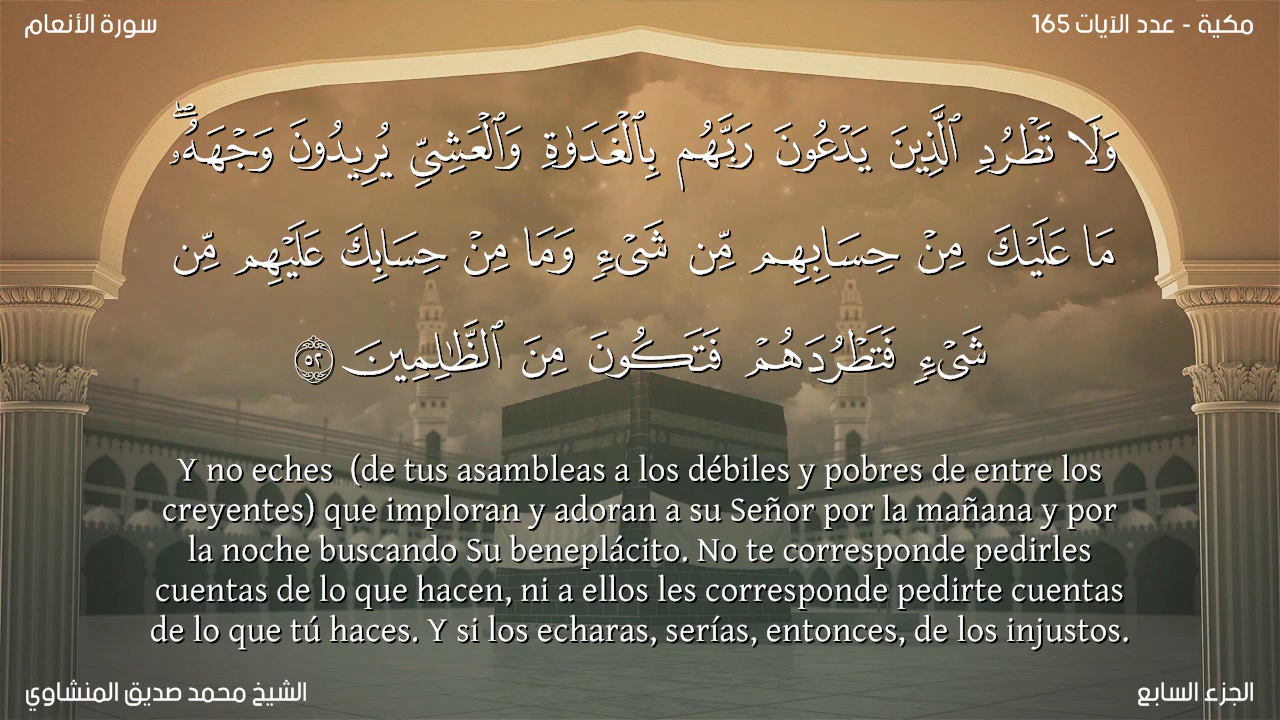 سورة الأنعام
مكية - عدد الآيات 165
وَلَا تَطْرُدِ ٱلَّذِينَ يَدْعُونَ رَبَّهُم بِٱلْغَدَوٰةِ وَٱلْعَشِىِّ يُرِيدُونَ وَجْهَهُۥ ۖ
مَا عَلَيْكَ مِنْ حِسَابِهِم مِّن شَىْءٍ وَمَا مِنْ حِسَابِكَ عَلَيْهِم مِّن
شَىْءٍ فَتَطْرُدَهُمْ فَتَكُونَ مِنَ ٱلظَّـٰلِمِينَ ٥٢
Y no eches (de tus asambleas a los débiles y pobres de entre los
creyentes) que imploran y adoran a su Señor por la mañana y por
la noche buscando Su beneplácito. No te corresponde pedirles
cuentas de lo que hacen, ni a ellos les corresponde pedirte cuentas
de lo que tú haces. Y si los echaras, serías, entonces, de los injustos.
الشيخ محمد صديق المنشاوي
الجزء السابع